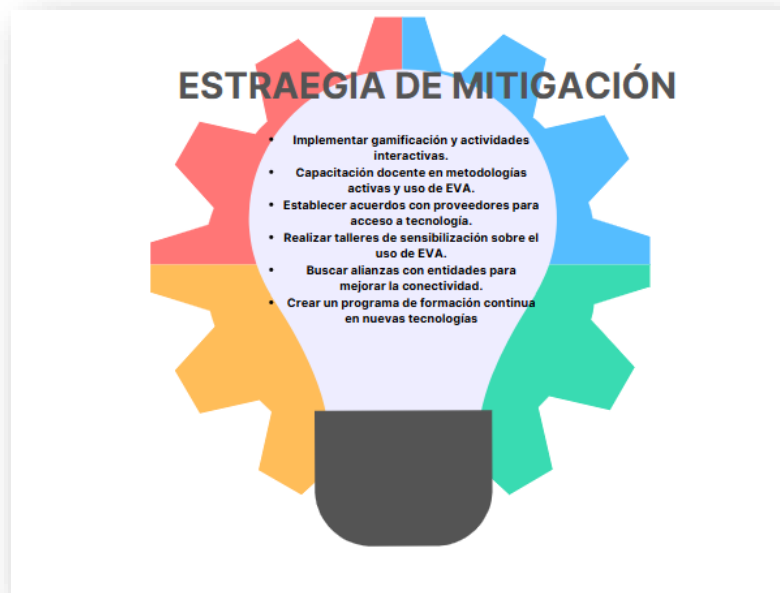 ESTRAEGIA DE MITIGACIÓN
• Implementar gamificación y actividades
interactivas.
• Capacitación docente en metodologías
activas y uso de EVA.
• Establecer acuerdos con proveedores para
acceso a tecnología.
• Realizar talleres de sensibilización sobre el
uso de EVA.
• Buscar alianzas con entidades para
mejorar la conectividad.
• Crear un programa de formación continua
en nuevas tecnologías